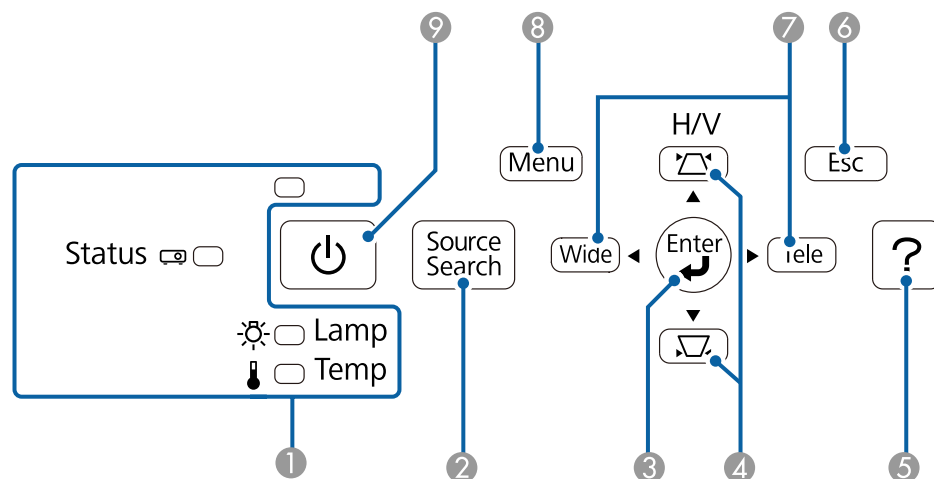 9
8
7
6
H/V
Menu
Esc
Status
Source
Search
Wide
Enter
Tele
?
Lamp
Temp
1
2
3
4
5